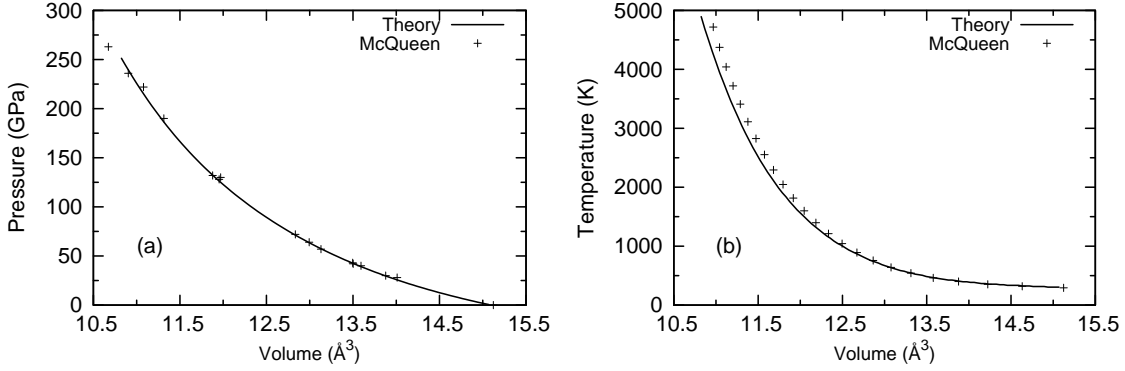 300
250
200
150
100
50
0
Pressure (GPa)
Theory
McQueen
(a)
10.5 11.5 12.5 13.5 14.5 15.5
Volume (Å³)
5000
4000
3000
2000
1000
0
Temperature (K)
Theory
McQueen
(b)
10.5 11.5 12.5 13.5 14.5 15.5
Volume (Å³)